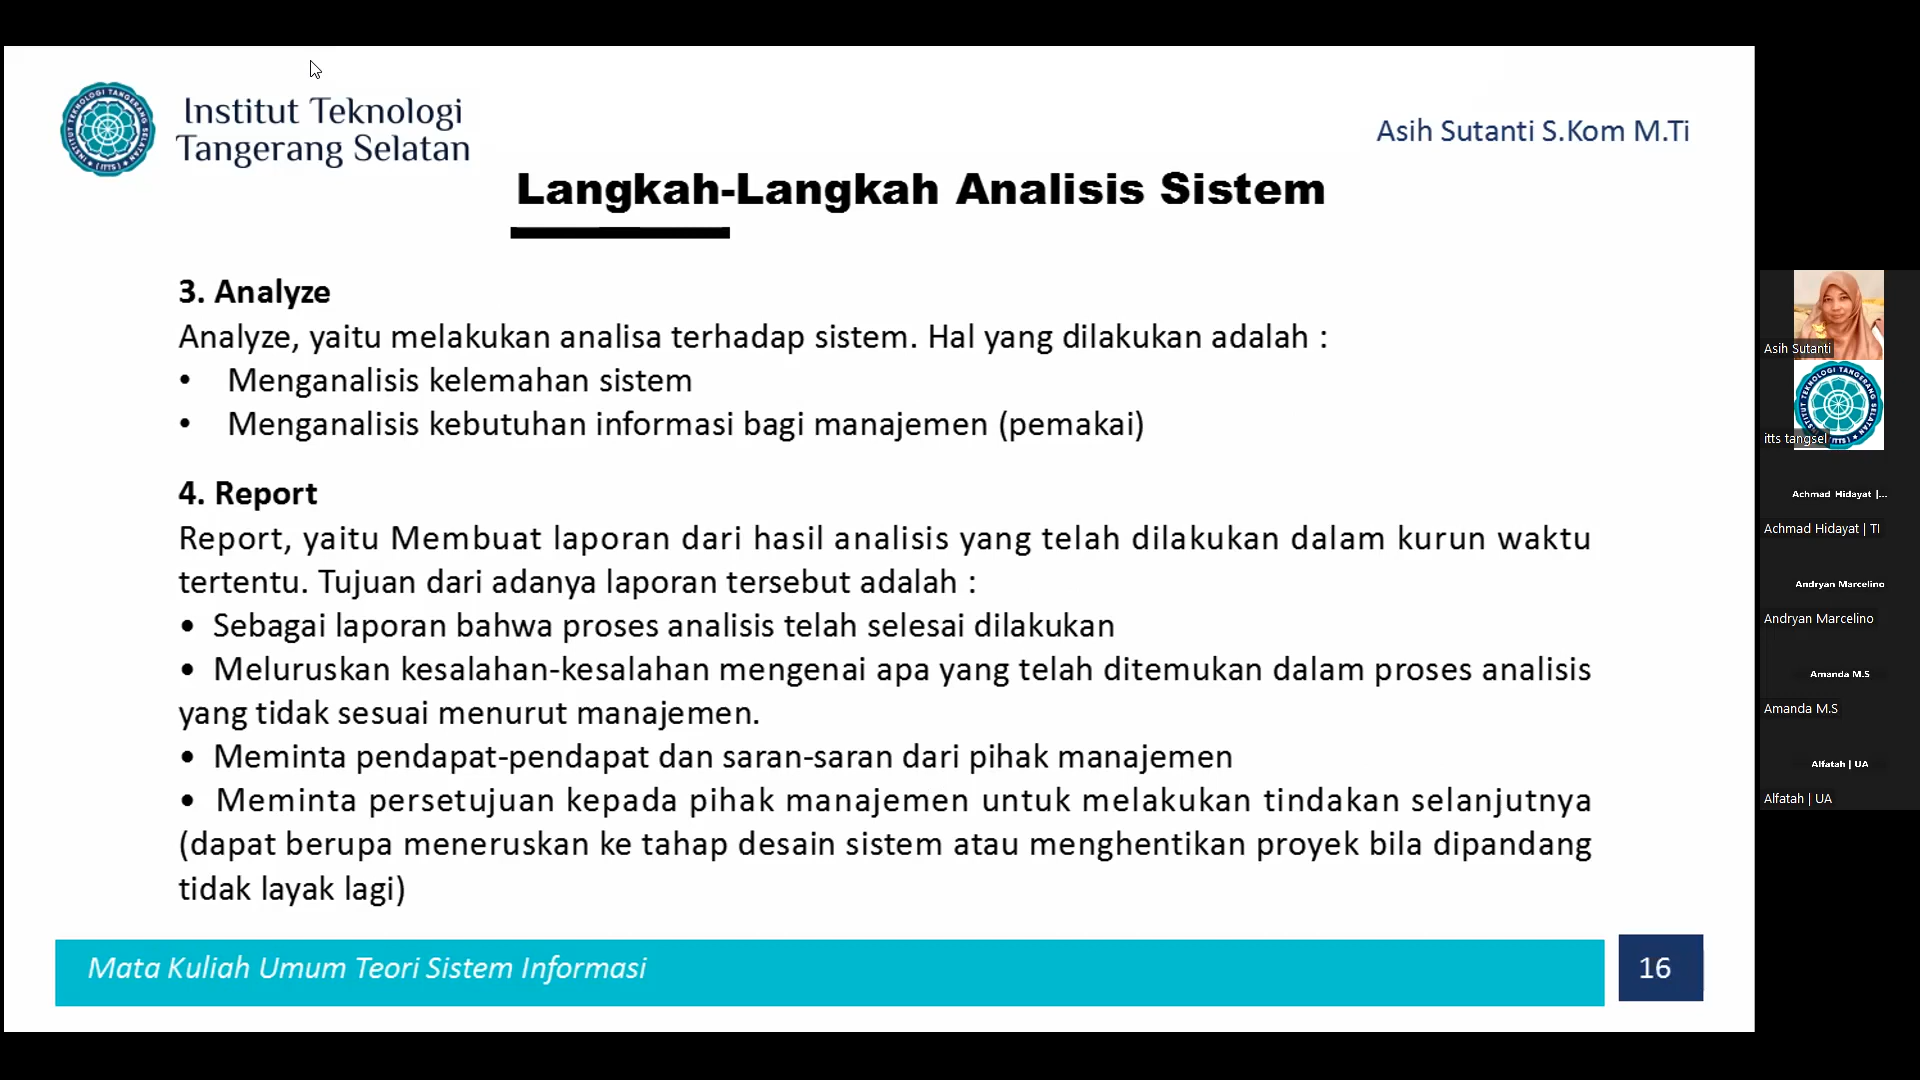 Institut Teknologi
Tangerang Selatan
Asih Sutanti S.Kom M.Ti
Langkah-Langkah Analisis Sistem
3. Analyze
Analyze, yaitu melakukan analisa terhadap sistem. Hal yang dilakukan adalah :
• Menganalisis kelemahan sistem
• Menganalisis kebutuhan informasi bagi manajemen (pemakai)
4. Report
Report, yaitu Membuat laporan dari hasil analisis yang telah dilakukan dalam kurun waktu
tertentu. Tujuan dari adanya laporan tersebut adalah :
• Sebagai laporan bahwa proses analisis telah selesai dilakukan
• Meluruskan kesalahan-kesalahan mengenai apa yang telah ditemukan dalam proses analisis
yang tidak sesuai menurut manajemen.
• Meminta pendapat-pendapat dan saran-saran dari pihak manajemen
• Meminta persetujuan kepada pihak manajemen untuk melakukan tindakan selanjutnya
(dapat berupa meneruskan ke tahap desain sistem atau menghentikan proyek bila dipandang
tidak layak lagi)
Mata Kuliah Umum Teori Sistem Informasi
16
Asih Sutanti
itts tangsel
Achmad Hidayat |...
Achmad Hidayat | TI
Andryan Marcelino
Andryan Marcelino
Amanda M.S
Amanda M.S
Alfatah | UA
Alfatah | UA